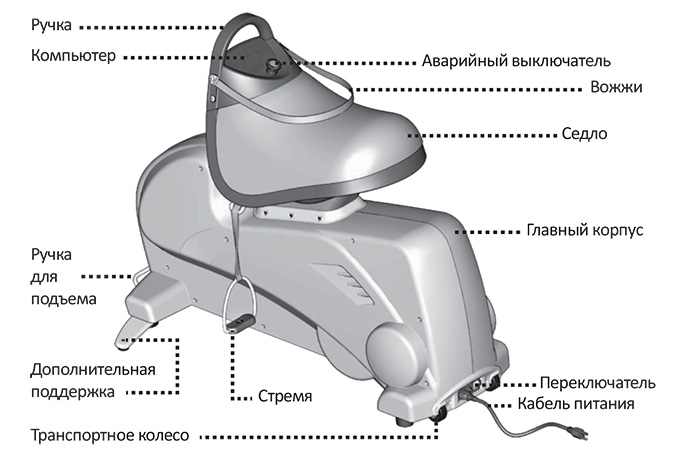 Ручка
Компьютер
Аварийный выключатель
Вожжи
Седло
Главный корпус
Ручка
для
подъема
Дополнительная
поддержка
Стремя
Переключатель
Кабель питания
Транспортное колесо